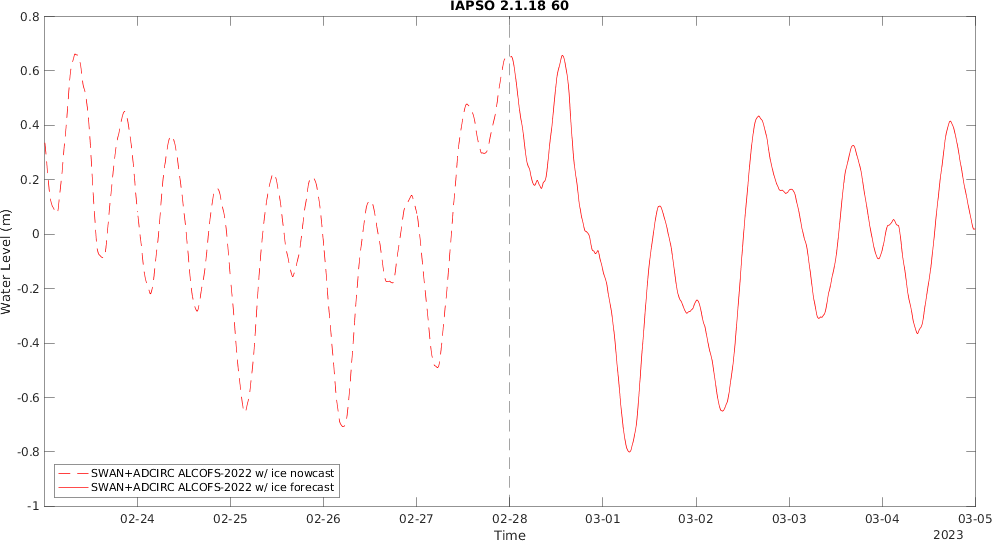 IAPSO 2.1.18 60
0.8
0.6
0.4
0.2
0
-0.2
-0.4
-0.6
-0.8
-1
Water Level (m)
SWAN+ADCIRC ALCOFS-2022 w/ ice nowcast
SWAN+ADCIRC ALCOFS-2022 w/ ice forecast
02-24 02-25 02-26 02-27 02-28 03-01 03-02 03-03 03-04 03-05
Time
2023